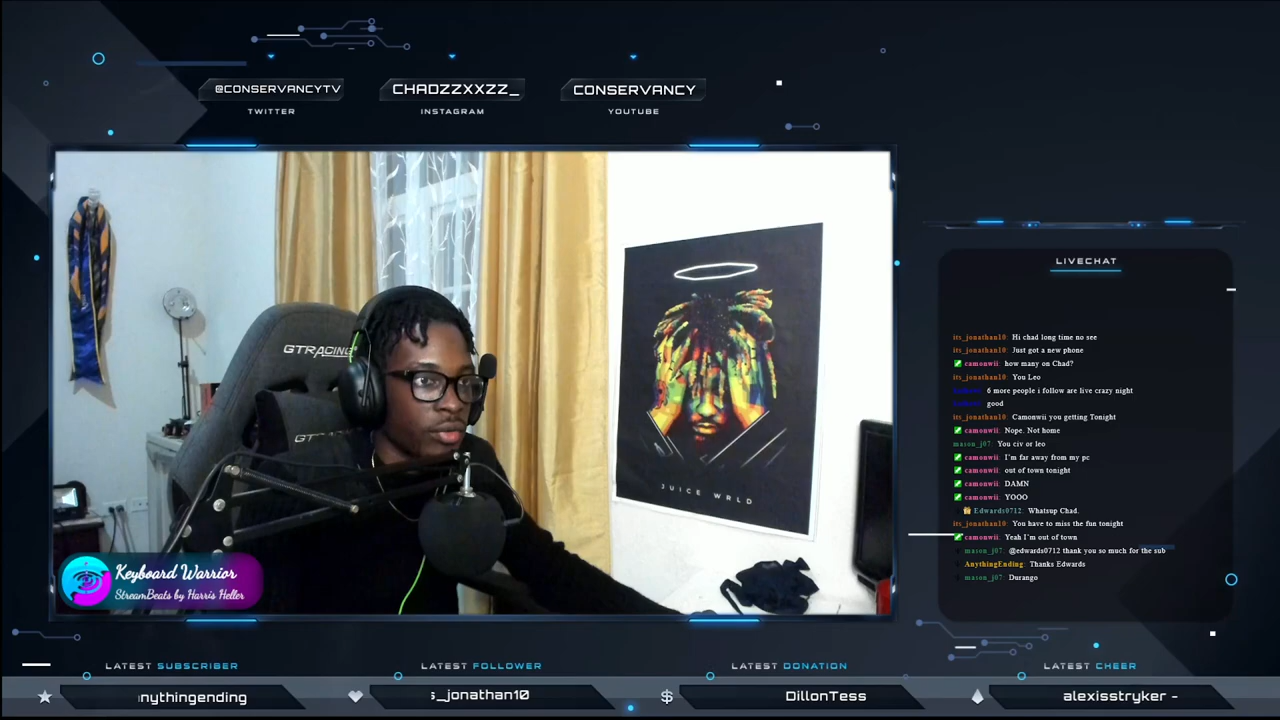 @CONSERVANCYTV
TWITTER
CHADZZXXZZ_
INSTAGRAM
CONSERVANCY
YOUTUBE
GTRACING
GT
JUICE WRLD
Keyboard Warrior
StreamBeats by Harris Heller
LIVECHAT
its_jonathan10: Hi chad long time no see
its_jonathan10: Just got a new phone
camonwii: how many on Chad?
its_jonathan10: You Leo
6 more people i follow are live crazy night
good
its_jonathan10: Camonwii you getting Tonight
camonwii: Nope. Not home
mason_j07: You civ or leo
camonwii: I'm far away from my pc
camonwii: out of town tonight
camonwii: DAMN
camonwii: YOOO
Edwards0712: Whatsup Chad.
its_jonathan10: You have to miss the fun tonight
camonwii: Yeah I'm out of town
mason_j07: @edwards0712 thank you so much for the sub
AnythingEnding: Thanks Edwards
mason_j07: Durango
LATEST SUBSCRIBER
nythingending
LATEST FOLLOWER
s_jonathan10
LATEST DONATION
$ DillonTess
LATEST CHEER
alexisstryker -